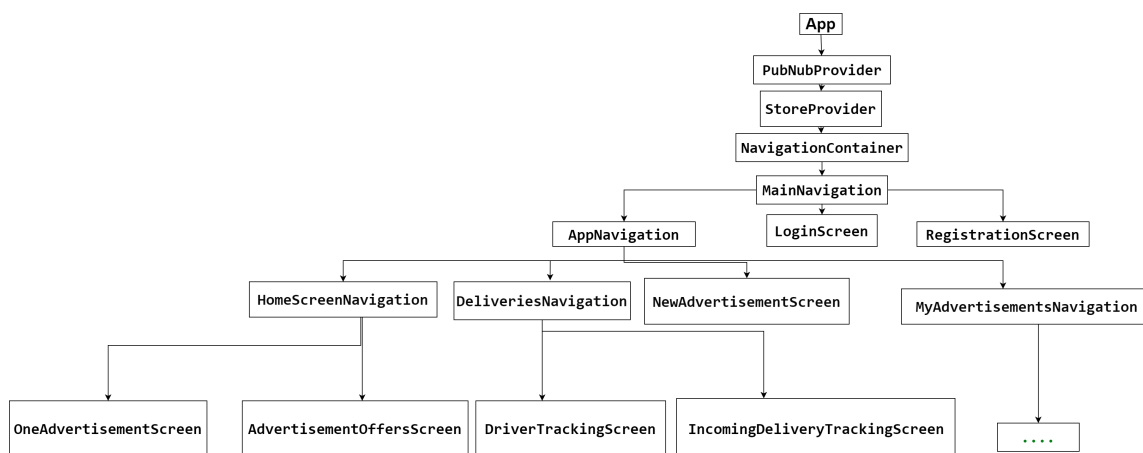 App
PubNubProvider
StoreProvider
NavigationContainer
MainNavigation
AppNavigation
LoginScreen
RegistrationScreen
HomeScreenNavigation
DeliveriesNavigation
NewAdvertisementScreen
MyAdvertisementsNavigation
OneAdvertisementScreen
AdvertisementOffersScreen
DriverTrackingScreen
IncomingDeliveryTrackingScreen
....